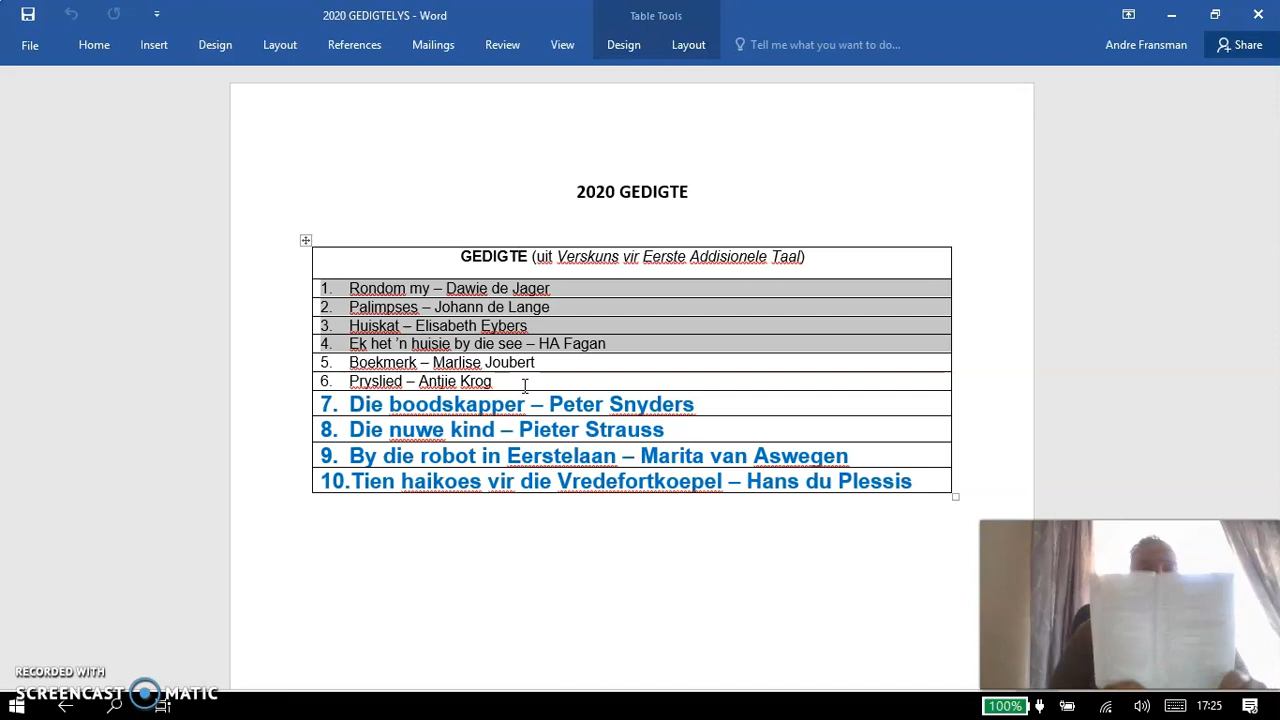 2020 GEDIGTELYS - Word
Table Tools
File
Home
Insert
Design
Layout
References
Mailings
Review
View
Design
Layout
Tell me what you want to do...
Andre Fransman
Share
2020 GEDIGTE
GEDIGTE (uit Verskuns vir Eerste Addisionele Taal)
1. Rondom my – Dawie de Jager
2. Palimpses – Johann de Lange
3. Huiskat – Elisabeth Eybers
4. Ek het 'n huisie by die see – HA Fagan
5. Boekmerk – Marlise Joubert
6. Pryslied – Antjie Krog
7. Die boodskapper – Peter Snyders
8. Die nuwe kind – Pieter Strauss
9. By die robot in Eerstelaan – Marita van Aswegen
10. Tien haikoes vir die Vredefortkoepel – Hans du Plessis
RECORDED WITH
SCREENCAST MATIC
100%
17:25